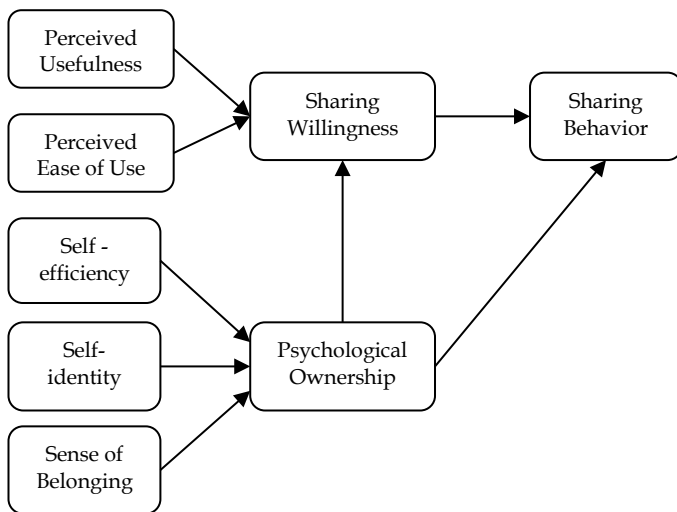 Perceived
Usefulness
Perceived
Ease of Use
Sharing
Willingness
Sharing
Behavior
Self -
efficiency
Self-
identity
Sense of
Belonging
Psychological
Ownership